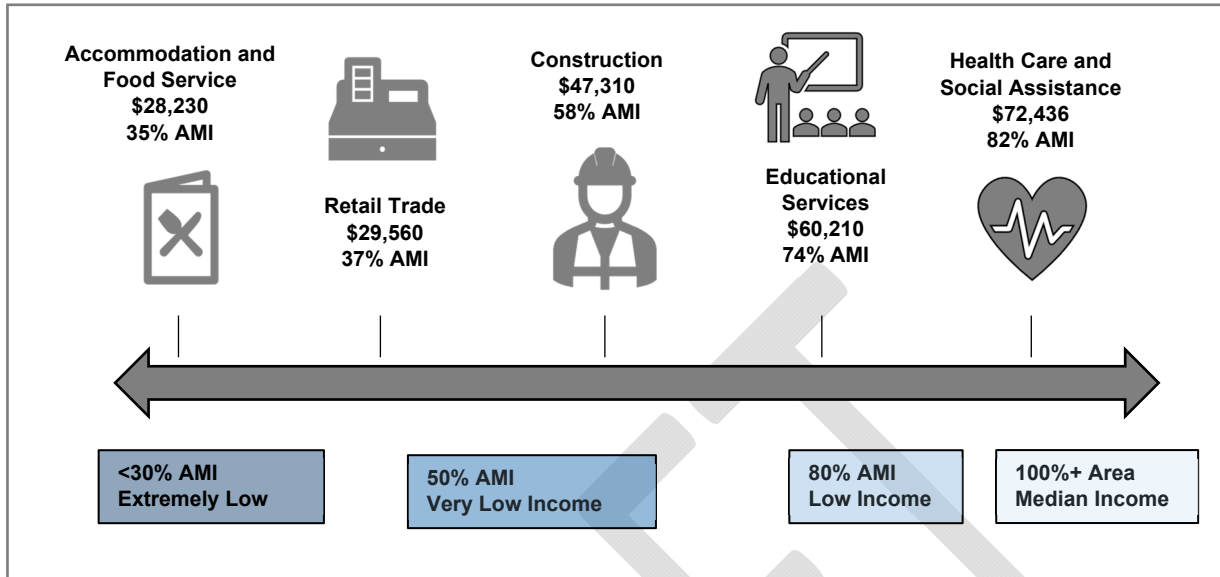 Accommodation and
Food Service
$28,230
35% AMI
Retail Trade
$29,560
37% AMI
Construction
$47,310
58% AMI
Educational
Services
$60,210
74% AMI
Health Care and
Social Assistance
$72,436
82% AMI
<30% AMI
Extremely Low
50% AMI
Very Low Income
80% AMI
Low Income
100%+ Area
Median Income